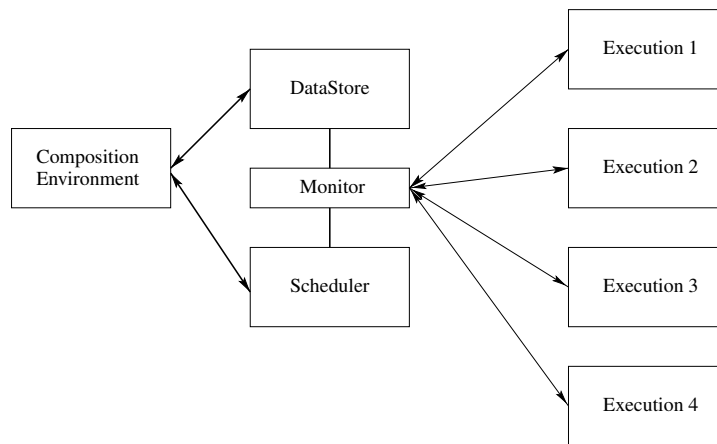 Composition
Environment
DataStore
Monitor
Scheduler
Execution 1
Execution 2
Execution 3
Execution 4